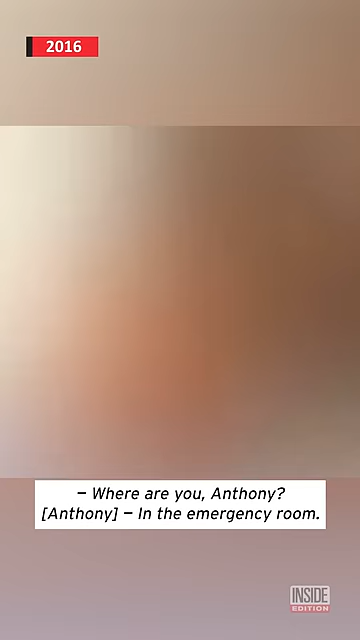 2016
— Where are you, Anthony?
[Anthony] — In the emergency room.
INSIDE
EDITION